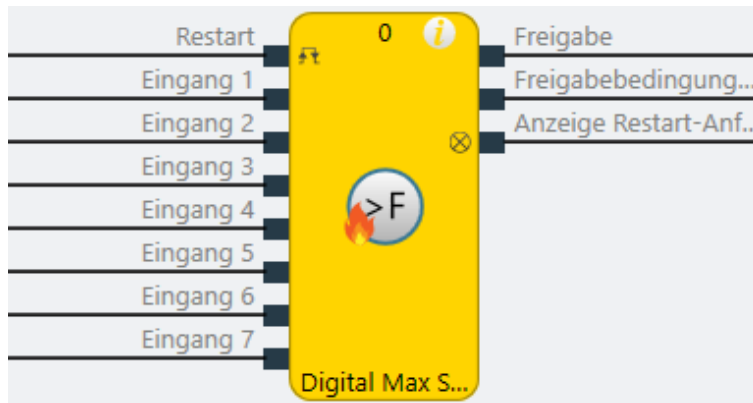 Restart
0
i
Freigabe
Eingang 1
Freigabebedingung...
Eingang 2
Anzeige Restart-Anf...
Eingang 3
>F
Eingang 4
Eingang 5
Eingang 6
Eingang 7
Digital Max S...